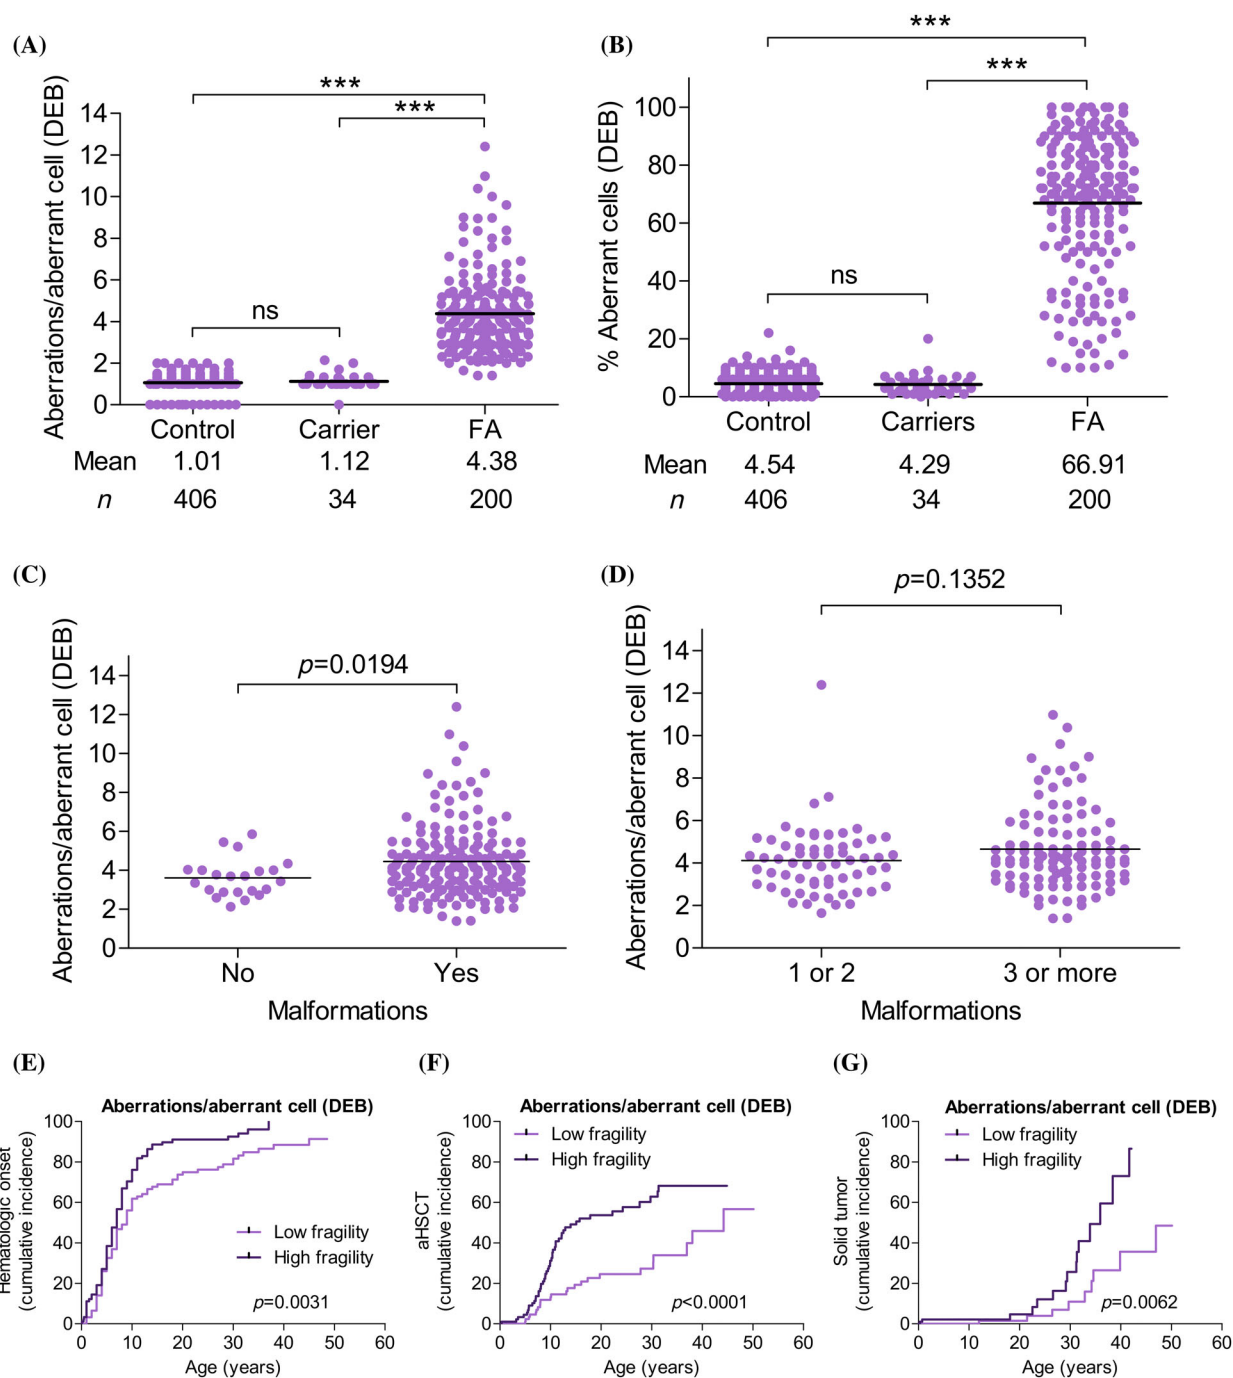 (A)
Aberrations/aberrant cell (DEB)
14
12
10
8
6
4
2
0
***
***
ns
Control Carrier FA
Mean 1.01 1.12 4.38
n 406 34 200
(B)
% Aberrant cells (DEB)
100
80
60
40
20
0
***
***
ns
Control Carriers FA
Mean 4.54 4.29 66.91
n 406 34 200
(C)
Aberrations/aberrant cell (DEB)
14
12
10
8
6
4
2
0
p=0.0194
No Yes
Malformations
(D)
Aberrations/aberrant cell (DEB)
14
12
10
8
6
4
2
0
p=0.1352
1 or 2 3 or more
Malformations
(E)
Aberrations/aberrant cell (DEB)
Hematologic onset
(cumulative incidence)
100
80
60
40
20
0
Low fragility
High fragility
p=0.0031
0 10 20 30 40 50 60
Age (years)
(F)
Aberrations/aberrant cell (DEB)
aHSCT
(cumulative incidence)
100
80
60
40
20
0
Low fragility
High fragility
p<0.0001
0 10 20 30 40 50 60
Age (years)
(G)
Aberrations/aberrant cell (DEB)
Solid tumor
(cumulative incidence)
100
80
60
40
20
0
Low fragility
High fragility
p=0.0062
0 10 20 30 40 50 60
Age (years)